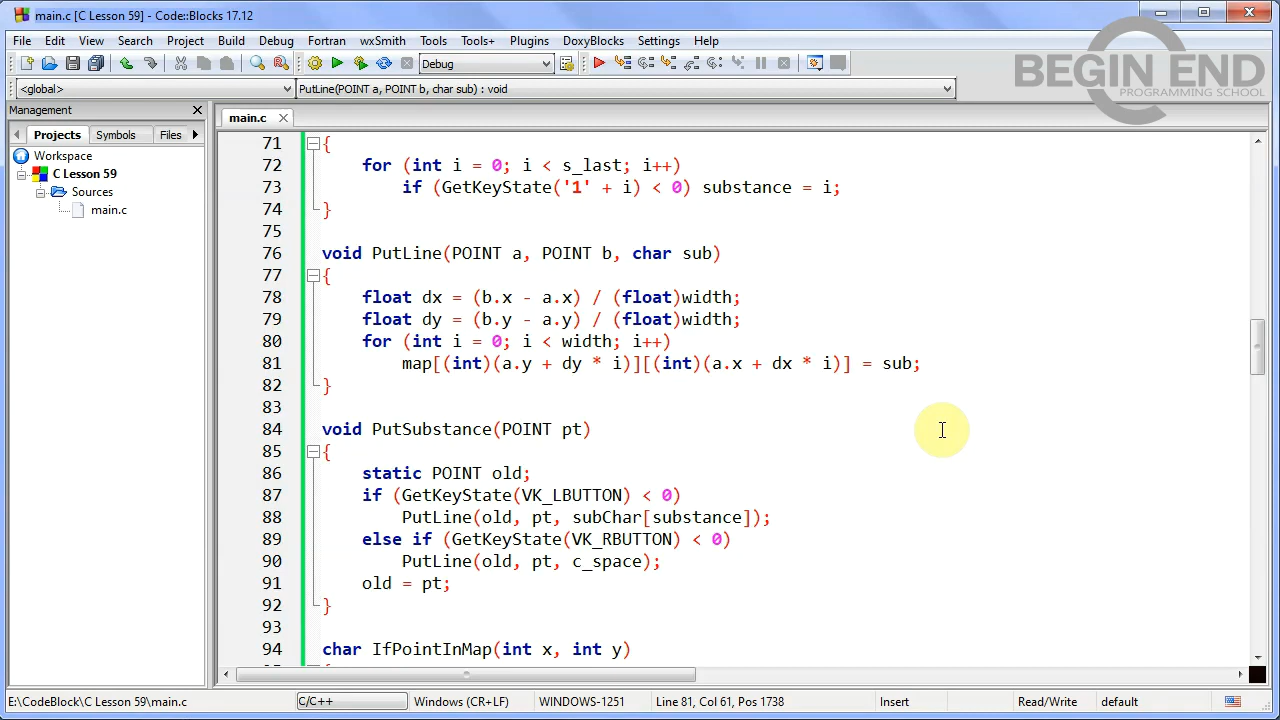 main.c [C Lesson 59] - Code::Blocks 17.12
File Edit View Search Project Build Debug Fortran wxSmith Tools Tools+ Plugins DoxyBlocks Settings Help
BEGIN END
PROGRAMMING SCHOOL
Debug
<global> PutLine(POINT a, POINT b, char sub) : void
Management
main.c
Projects Symbols Files
Workspace
C Lesson 59
Sources
main.c
71 {
72 for (int i = 0; i < s_last; i++)
73 if (GetKeyState('1' + i) < 0) substance = i;
74 }
75
76 void PutLine(POINT a, POINT b, char sub)
77 {
78 float dx = (b.x - a.x) / (float)width;
79 float dy = (b.y - a.y) / (float)width;
80 for (int i = 0; i < width; i++)
81 map[(int)(a.y + dy * i)][(int)(a.x + dx * i)] = sub;
82 }
83
84 void PutSubstance(POINT pt)
85 {
86 static POINT old;
87 if (GetKeyState(VK_LBUTTON) < 0)
88 PutLine(old, pt, subChar[substance]);
89 else if (GetKeyState(VK_RBUTTON) < 0)
90 PutLine(old, pt, c_space);
91 old = pt;
92 }
93
94 char IfPointInMap(int x, int y)
E:\CodeBlock\C Lesson 59\main.c C/C++ Windows (CR+LF) WINDOWS-1251 Line 81, Col 61, Pos 1738 Insert Read/Write default